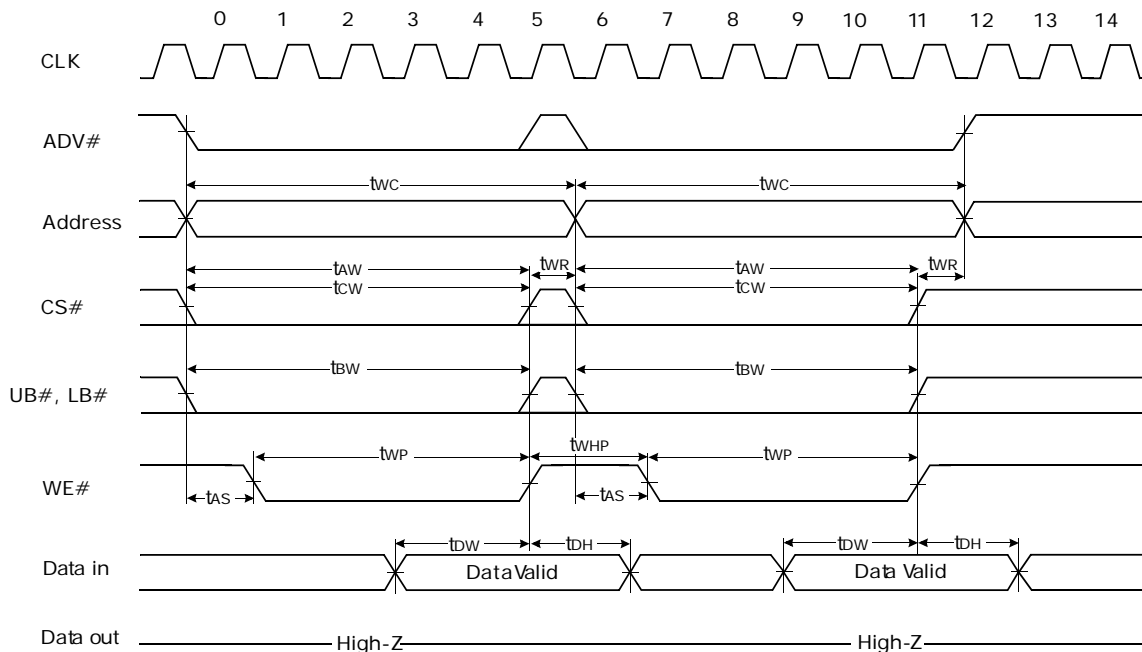 0 1 2 3 4 5 6 7 8 9 10 11 12 13 14
CLK
ADV#
tWC tWC
Address
tAW tWR tAW tWR
tCW tCW
CS#
tBW tBW
UB#, LB#
tWP tWHP tWP
WE#
tAS tAS
tDW tDH tDW tDH
Data in Data Valid Data Valid
Data out High-Z High-Z